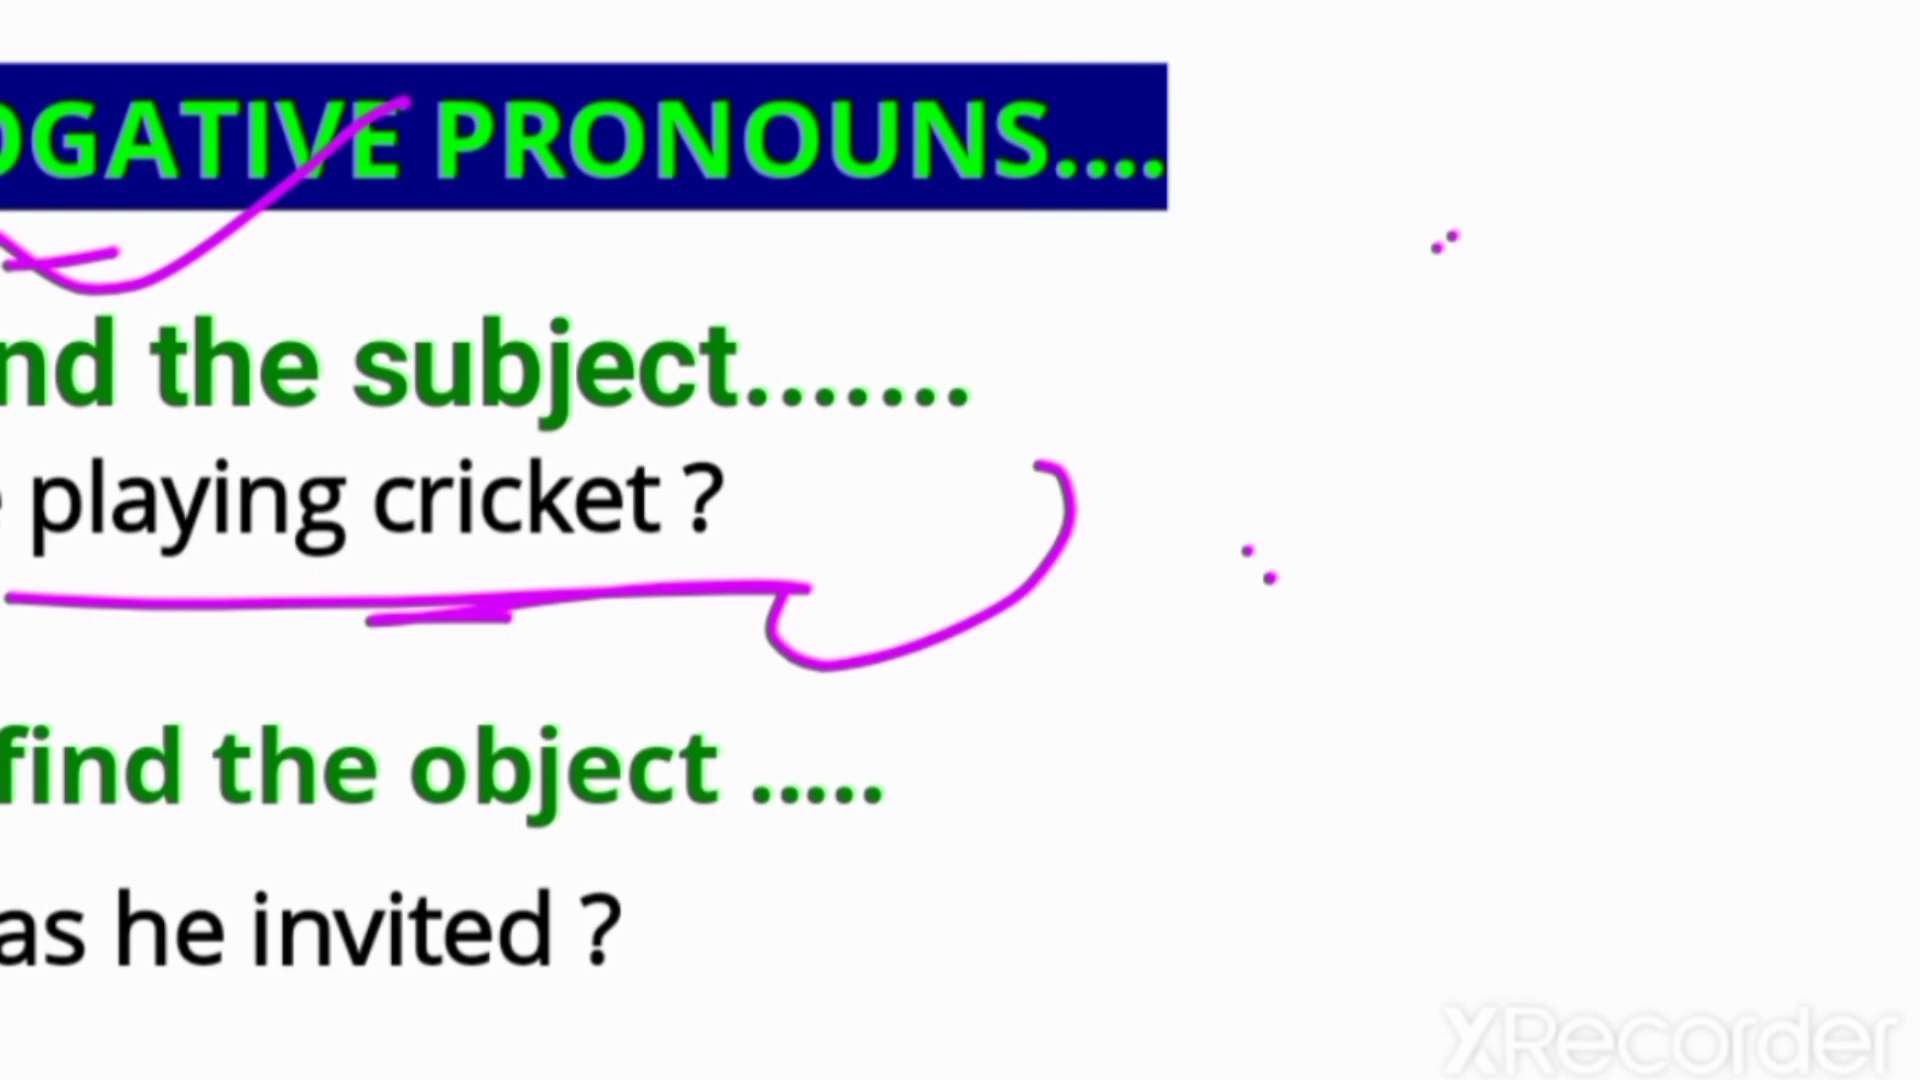 OGATIVE PRONOUNS....
nd the subject.......
playing cricket ?
find the object .....
as he invited ?
XRecorder